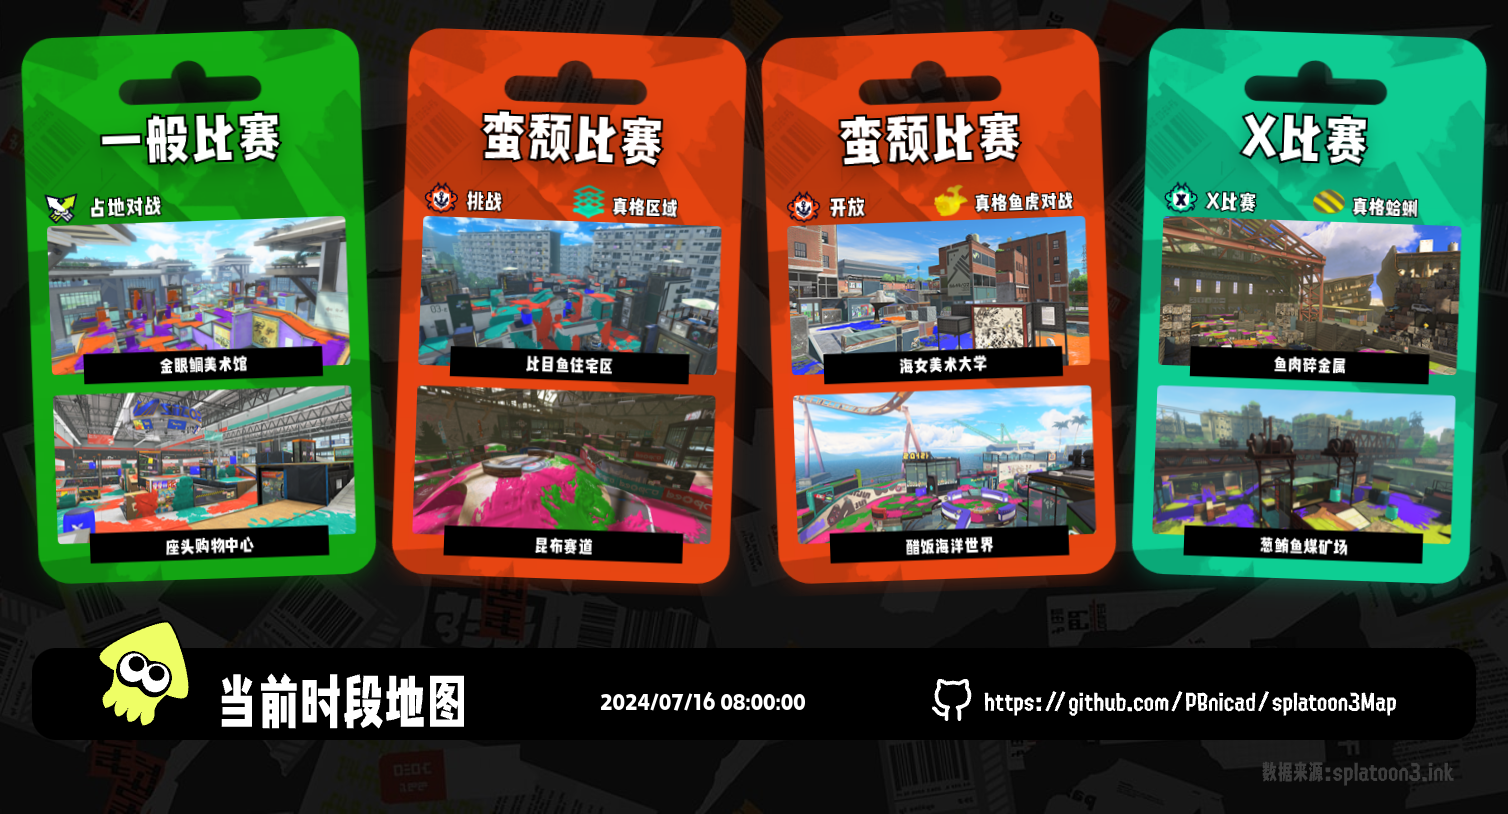 一般比赛
占地对战
金眼鲷美术馆
座头购物中心
蛮颓比赛
挑战
真格区域
比目鱼住宅区
昆布赛道
蛮颓比赛
开放
真格鱼虎对战
海女美术大学
醋饭海洋世界
X比赛
X比赛
真格蛤蜊
鱼肉碎金属
葱鲔鱼煤矿场
当前时段地图
2024/07/16 08:00:00
https://github.com/PBnicad/splatoon3Map
数据来源:splatoon3.ink